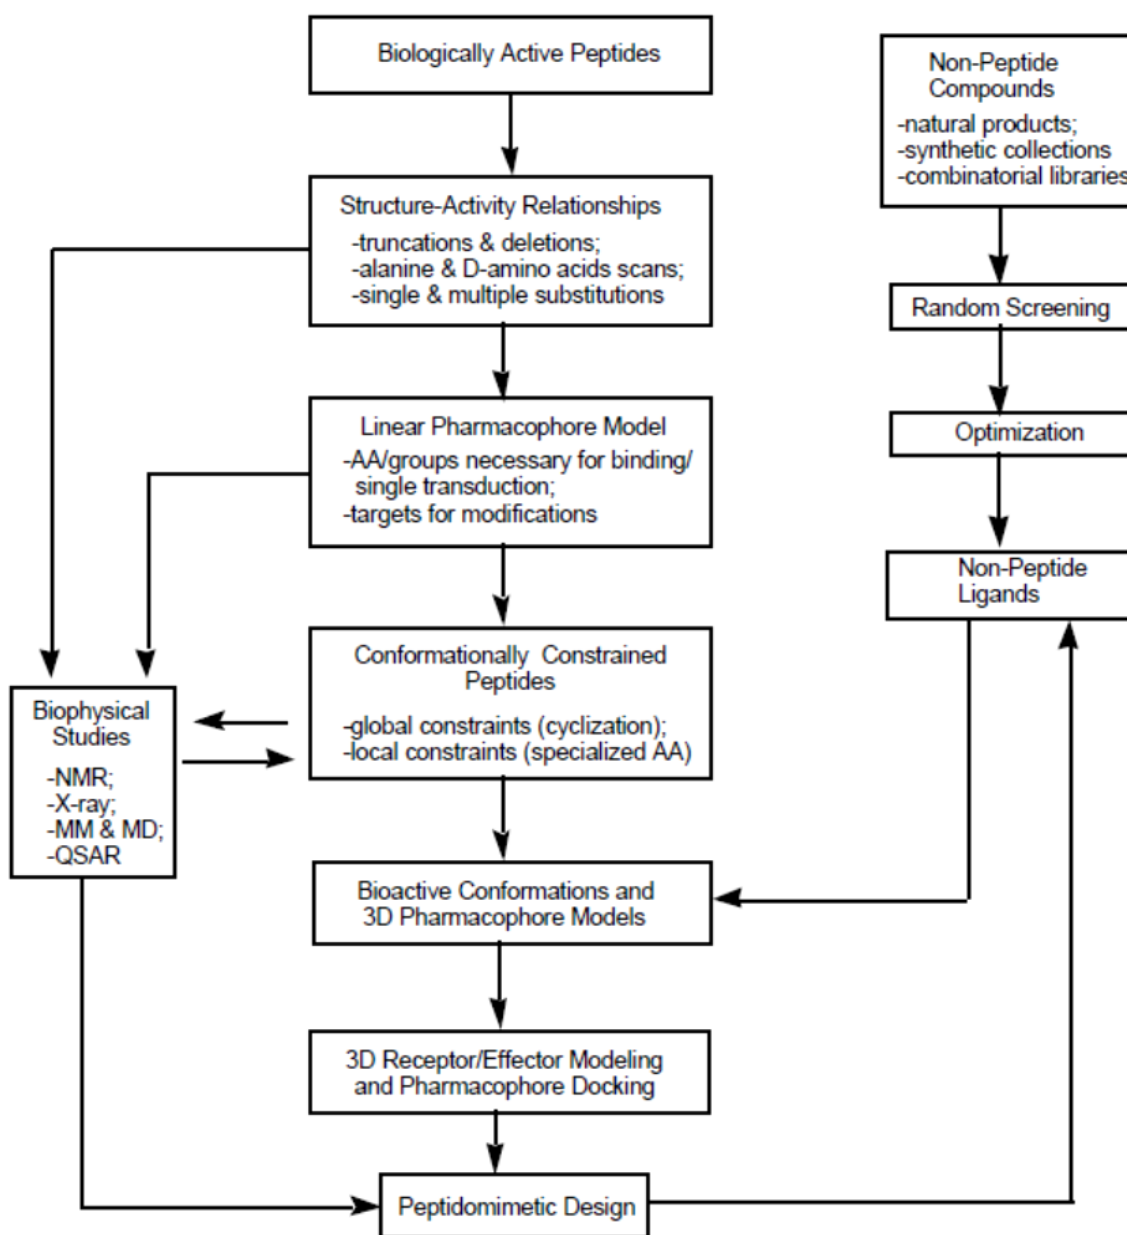 Biologically Active Peptides
Non-Peptide
Compounds
-natural products;
-synthetic collections
-combinatorial libraries
Structure-Activity Relationships
-truncations & deletions;
-alanine & D-amino acids scans;
-single & multiple substitutions
Random Screening
Linear Pharmacophore Model
-AA/groups necessary for binding/
single transduction;
-targets for modifications
Optimization
Non-Peptide
Ligands
Conformationally Constrained
Peptides
-global constraints (cyclization);
-local constraints (specialized AA)
Biophysical
Studies
-NMR;
-X-ray;
-MM & MD;
-QSAR
Bioactive Conformations and
3D Pharmacophore Models
3D Receptor/Effector Modeling
and Pharmacophore Docking
Peptidomimetic Design